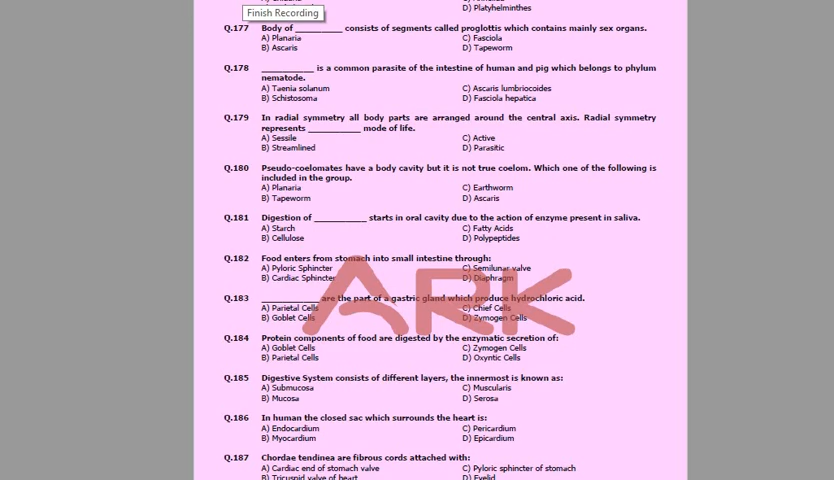 D) Platyhelminthes
Finish Recording
Q.177 Body of __________ consists of segments called proglottis which contains mainly sex organs.
A) Planaria C) Fasciola
B) Ascaris D) Tapeworm
Q.178 __________ is a common parasite of the intestine of human and pig which belongs to phylum
nematode.
A) Taenia solanum C) Ascaris lumbriocoides
B) Schistosoma D) Fasciola hepatica
Q.179 In radial symmetry all body parts are arranged around the central axis. Radial symmetry
represents __________ mode of life.
A) Sessile C) Active
B) Streamlined D) Parasitic
Q.180 Pseudo-coelomates have a body cavity but it is not true coelom. Which one of the following is
included in the group.
A) Planaria C) Earthworm
B) Tapeworm D) Ascaris
Q.181 Digestion of __________ starts in oral cavity due to the action of enzyme present in saliva.
A) Starch C) Fatty Acids
B) Cellulose D) Polypeptides
Q.182 Food enters from stomach into small intestine through:
A) Pyloric Sphincter C) Semilunar valve
B) Cardiac Sphincter D) Diaphragm
ARK
Q.183 __________ are the part of a gastric gland which produce hydrochloric acid.
A) Parietal Cells C) Chief Cells
B) Goblet Cells D) Zymogen Cells
Q.184 Protein components of food are digested by the enzymatic secretion of:
A) Goblet Cells C) Zymogen Cells
B) Parietal Cells D) Oxyntic Cells
Q.185 Digestive System consists of different layers, the innermost is known as:
A) Submucosa C) Muscularis
B) Mucosa D) Serosa
Q.186 In human the closed sac which surrounds the heart is:
A) Endocardium C) Pericardium
B) Myocardium D) Epicardium
Q.187 Chordae tendinea are fibrous cords attached with:
A) Cardiac end of stomach valve C) Pyloric sphincter of stomach
B) Tricuspid valve of heart D) Eyelid